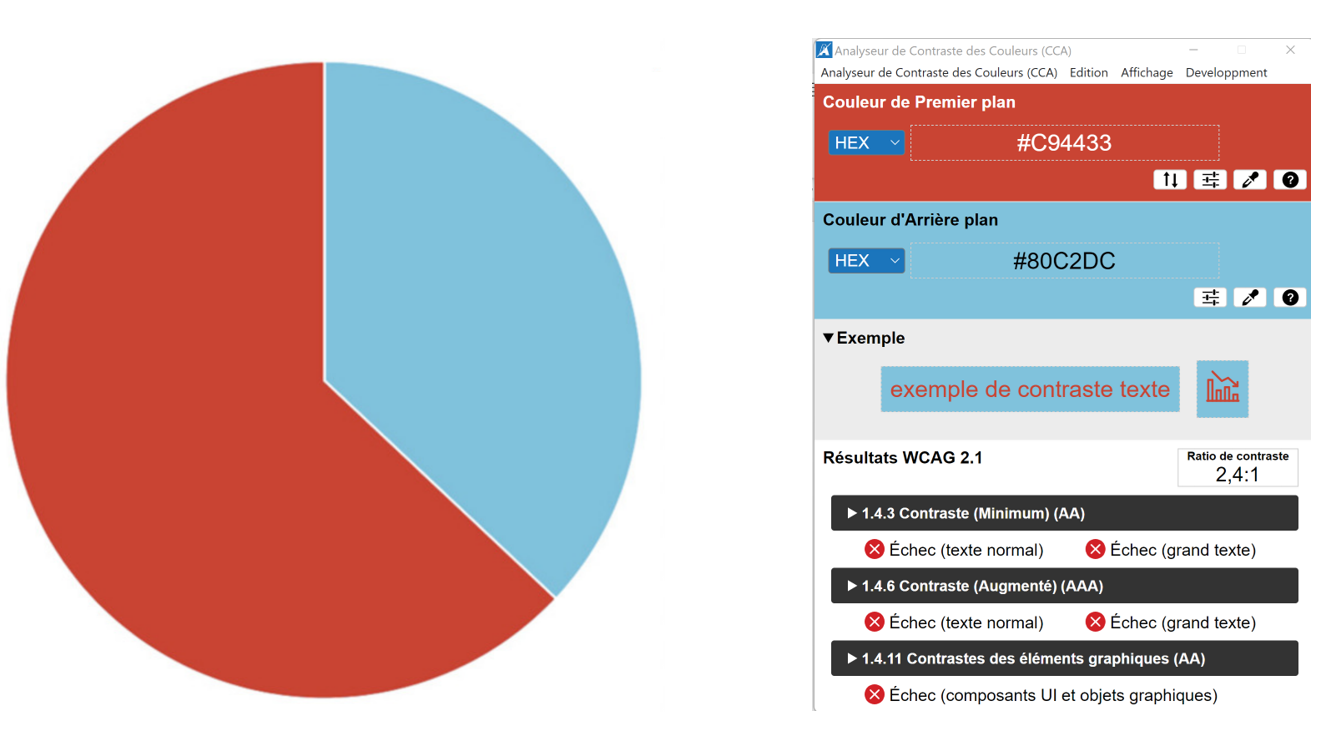 Analyseur de Contraste des Couleurs (CCA)
Analyseur de Contraste des Couleurs (CCA) Edition Affichage Developpment
Couleur de Premier plan
HEX #C94433
Couleur d'Arrière plan
HEX #80C2DC
Exemple
exemple de contraste texte
Résultats WCAG 2.1
Ratio de contraste
2,4:1
1.4.3 Contraste (Minimum) (AA)
Échec (texte normal) Échec (grand texte)
1.4.6 Contraste (Augmenté) (AAA)
Échec (texte normal) Échec (grand texte)
1.4.11 Contrastes des éléments graphiques (AA)
Échec (composants UI et objets graphiques)